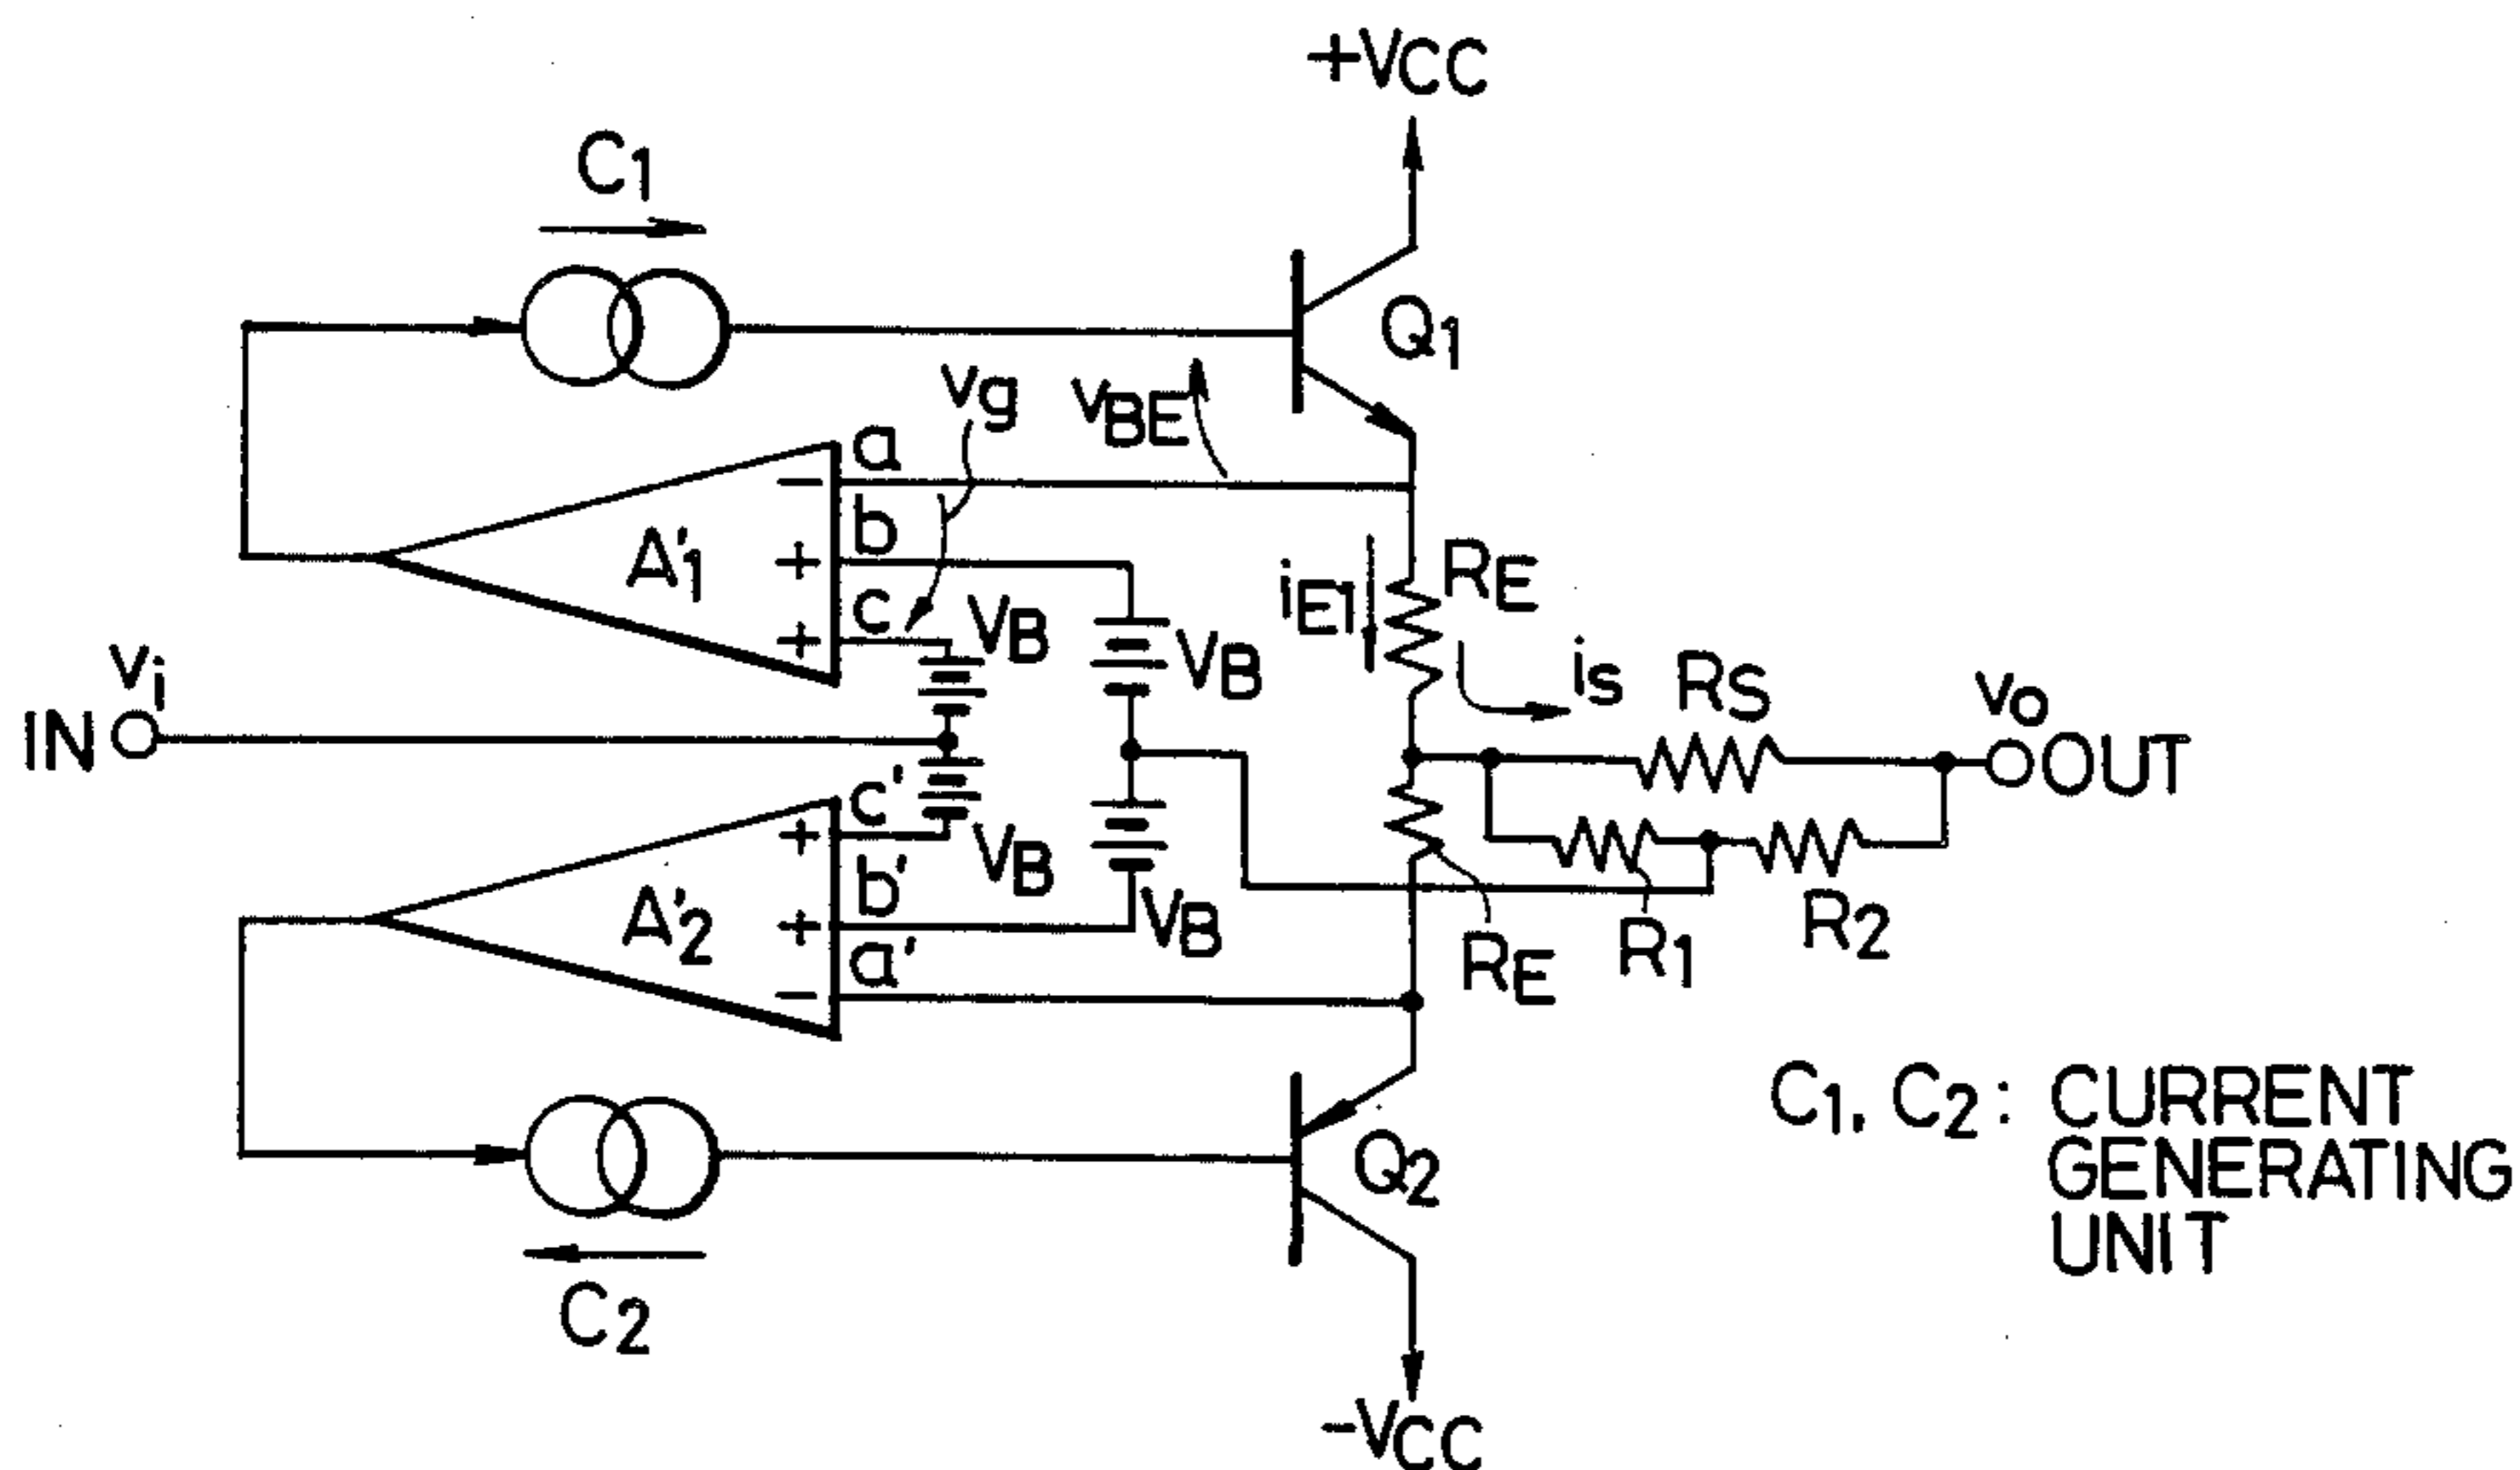 +VCC
C1
Q1
vg
vBE
a
−
b
A'1
+
c
+
VB
VB
iE1
RE
is
RS
vi
IN
vo
OUT
c'
+
VB
b'
A'2
+
VB
a'
−
RE
R1
R2
Q2
C2
−VCC
C1, C2 : CURRENT
GENERATING
UNIT